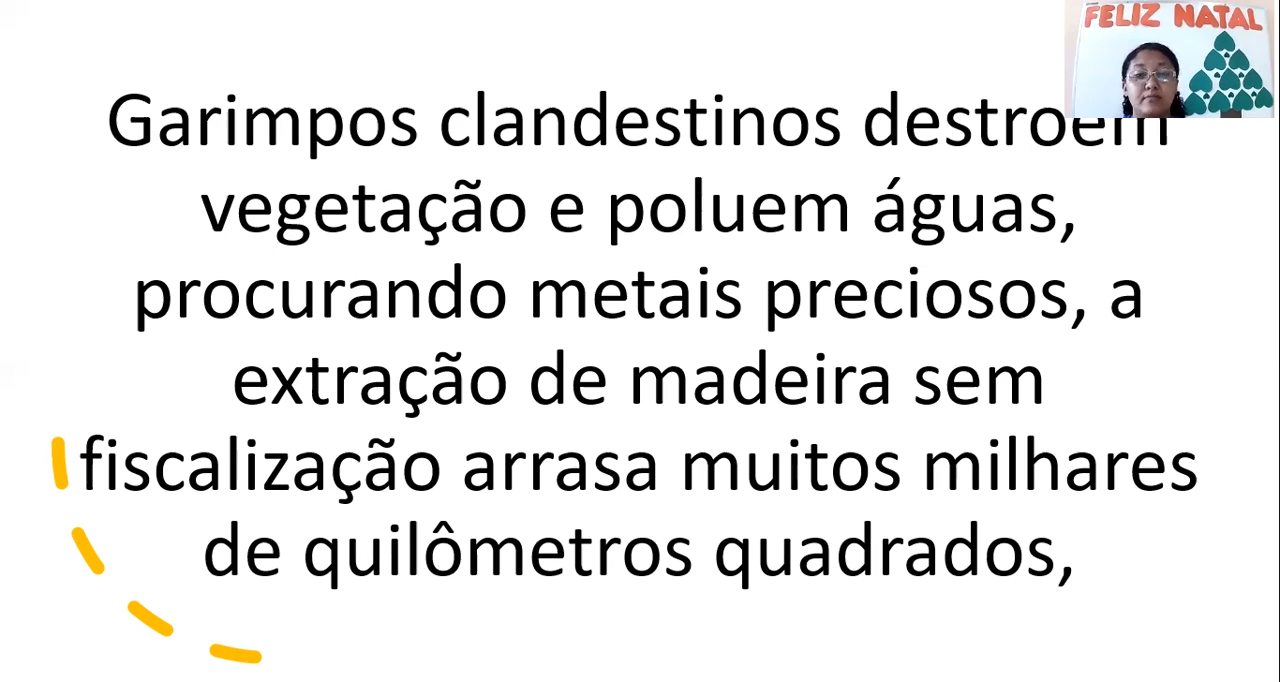 FELIZ NATAL
Garimpos clandestinos destroem
vegetação e poluem águas,
procurando metais preciosos, a
extração de madeira sem
fiscalização arrasa muitos milhares
de quilômetros quadrados,